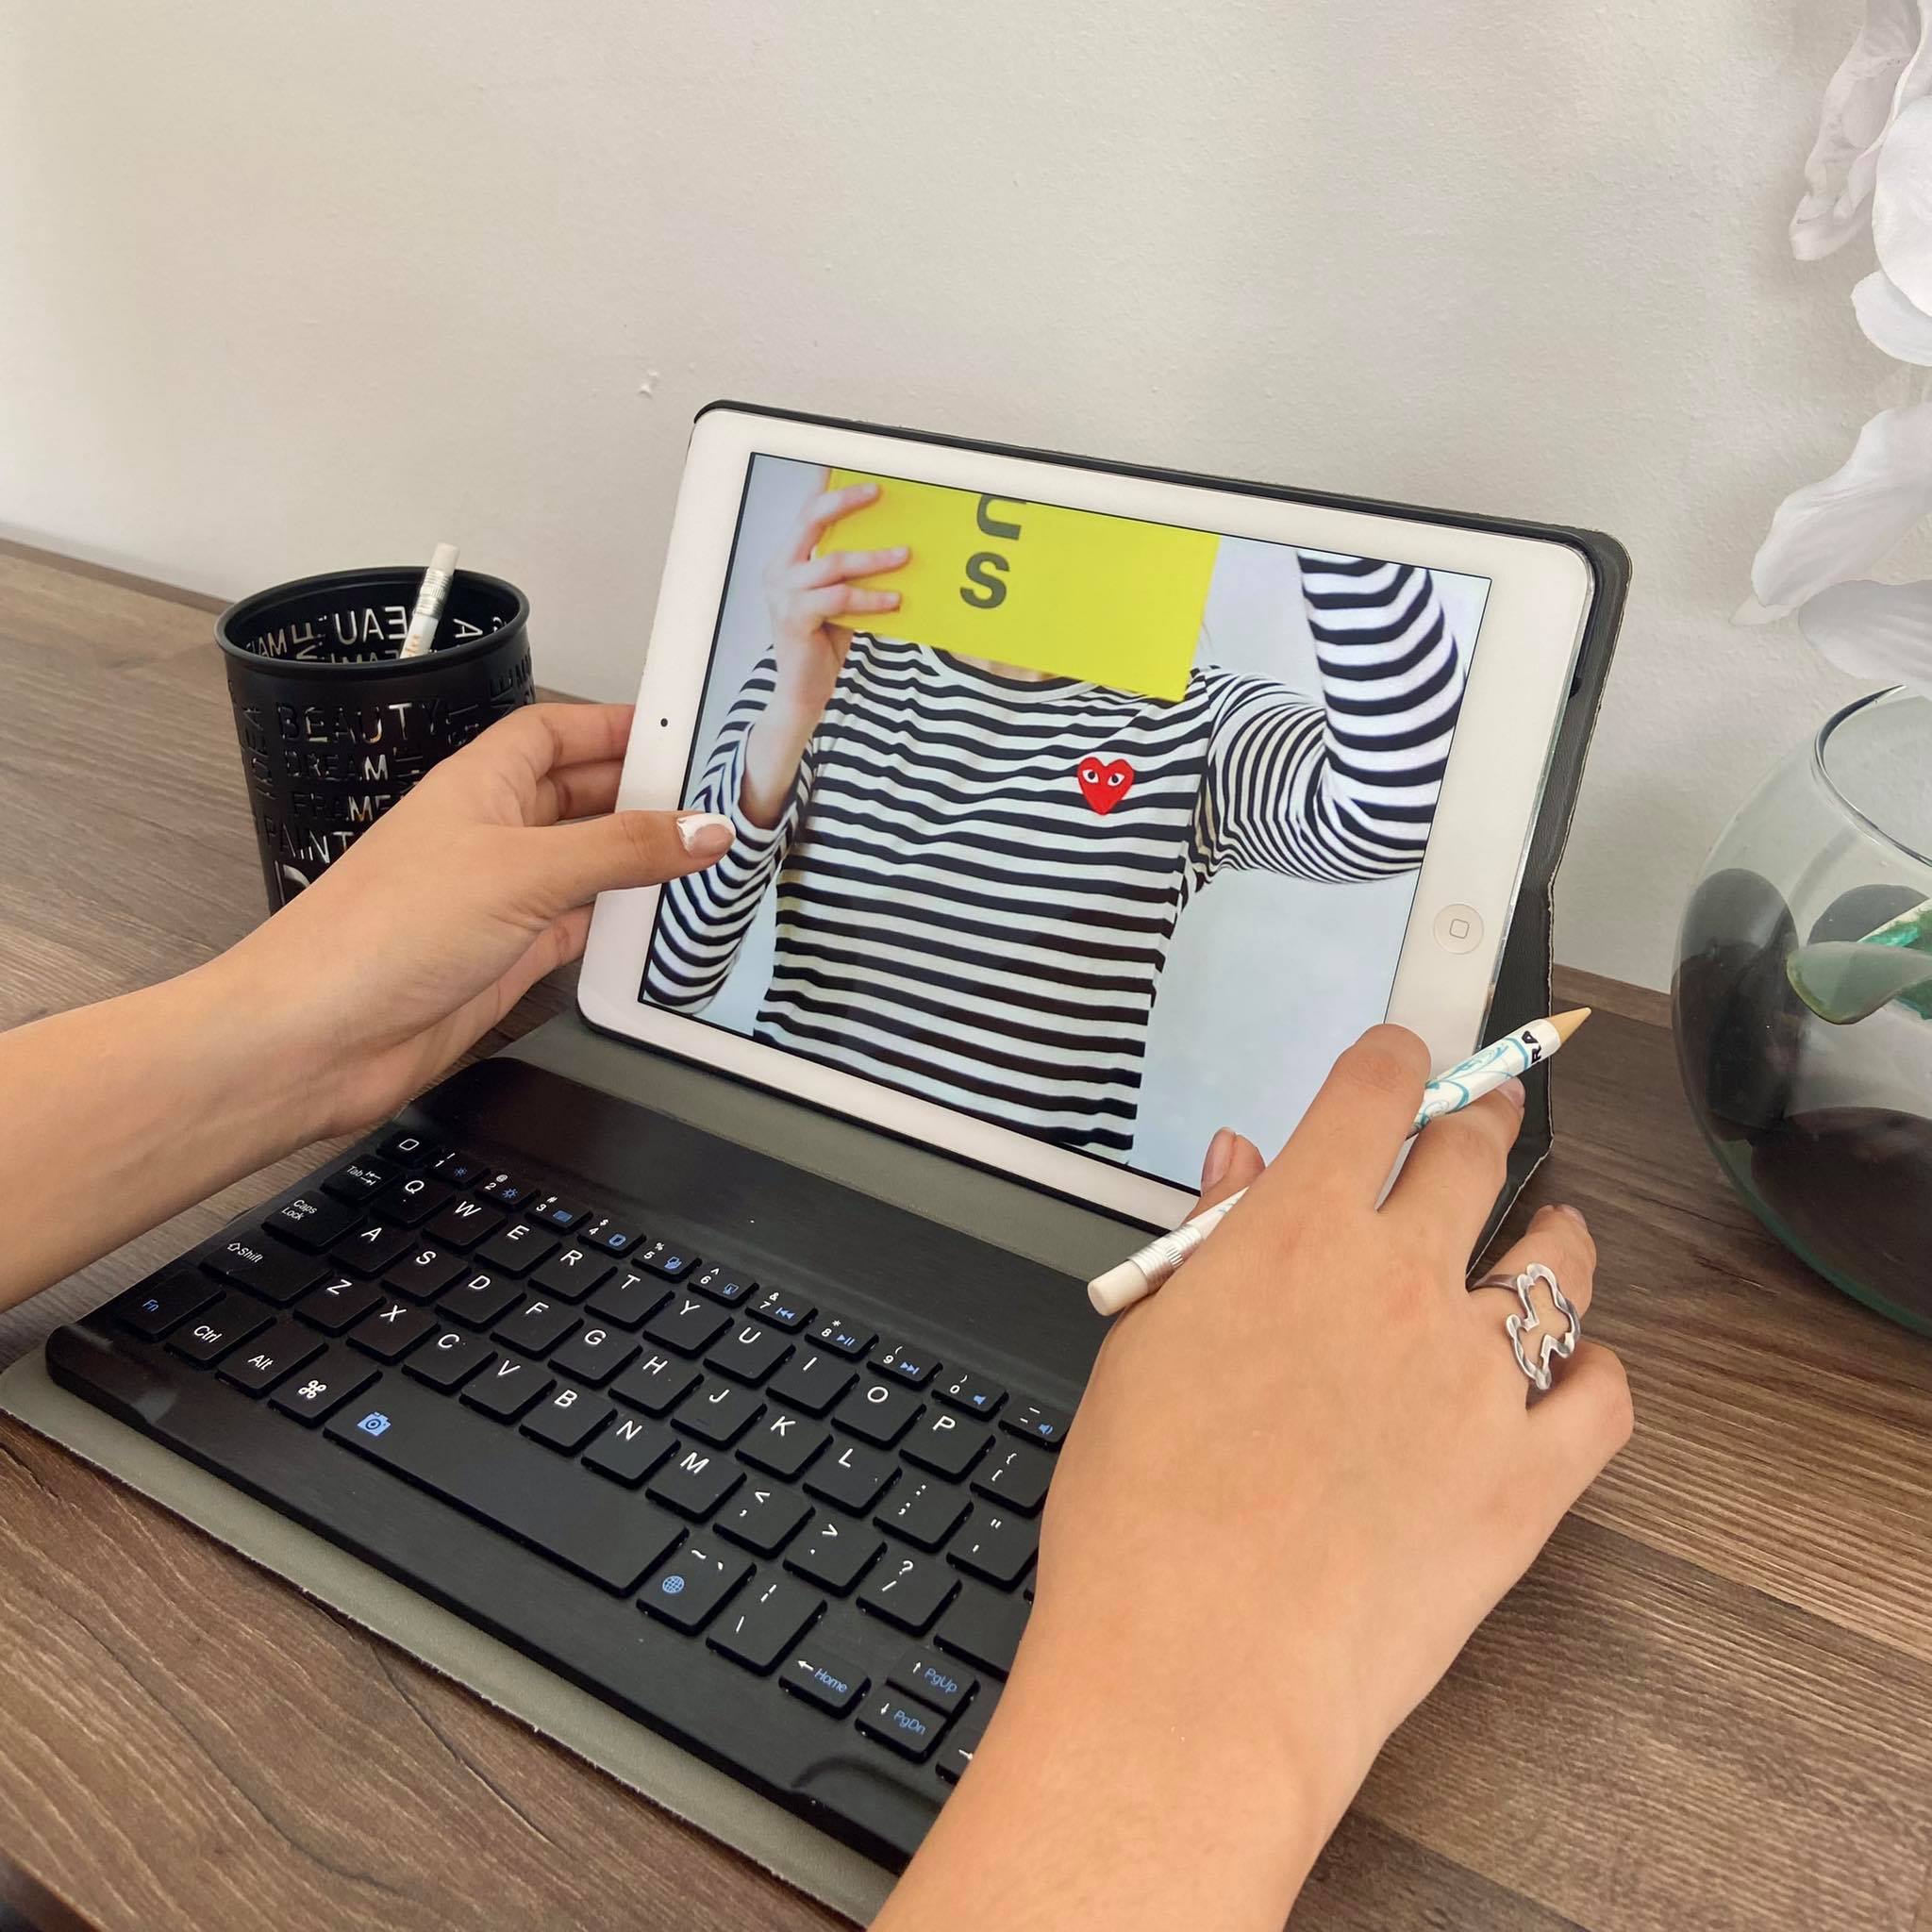 BEAUTY
DREAM
FRAME
PAINT
S
RA
! 1
@ 2
# 3
$ 4
% 5
^ 6
& 7
* 8
( 9
) 0
Tab Q W E R T Y U I O P { [
Caps Lock A S D F G H J K L : ; " '
Shift Z X C V B N M < , > . ? /
Fn Ctrl Alt ⌘ ~ ` | \
← Home ↑ PgUp
↓ PgDn